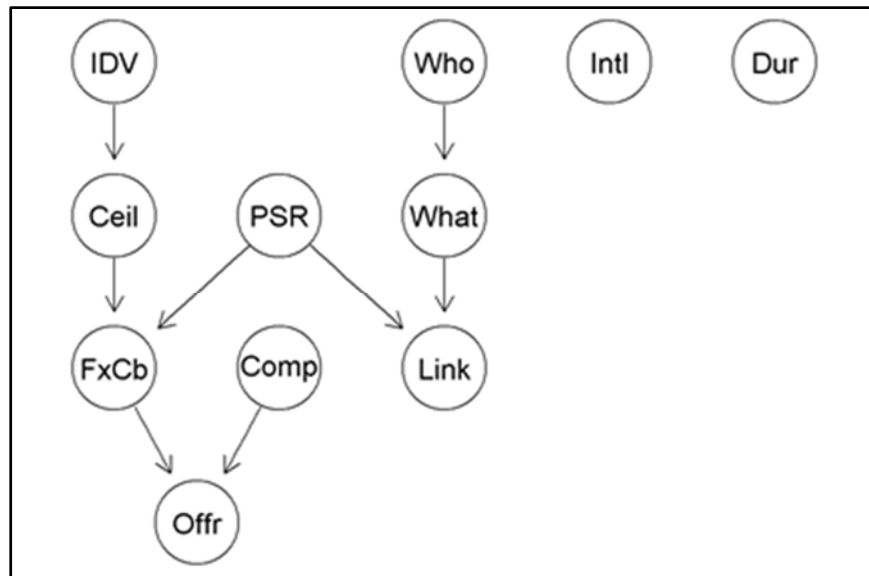 IDV Who Intl Dur
Ceil PSR What
FxCb Comp Link
Offr